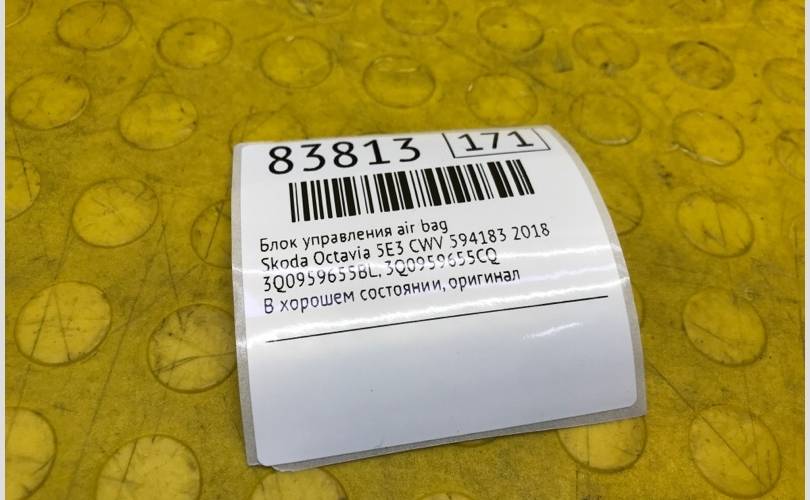 83813 171
Блок управления air bag
Skoda Octavia 5E3 CWV 594183 2018
3Q0959655BL, 3Q0959655CQ
В хорошем состоянии, оригинал